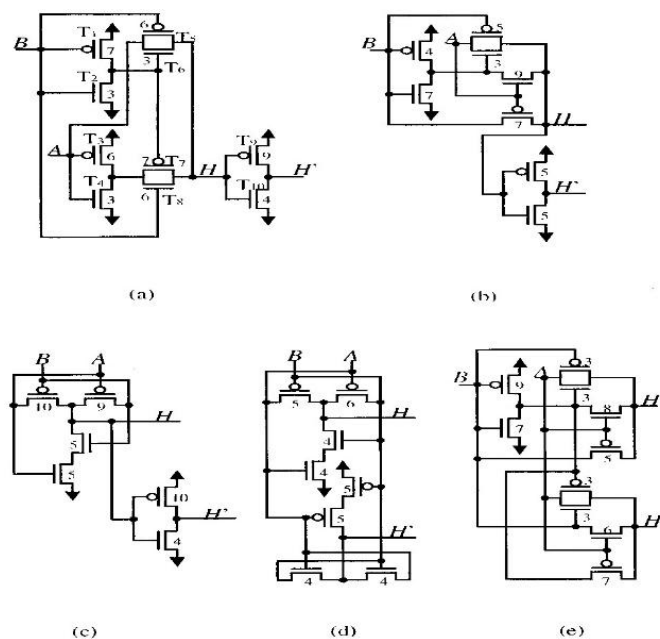 6
B T1 7 T5
T2 3 3 T6
A T3 6
T4 3 7 T7
6 T8
H T9 9
T10 4 H'
(a)
B 4 A 5
3
7 9
7 H
5
H'
5
(b)
B A
10 9
H
5
5
10
H'
4
(c)
B A
5 6
H
4
4
5
5
H'
4 4
(d)
B 9 A 3
3
7 8 H
5
3
3
6 H
7
(e)